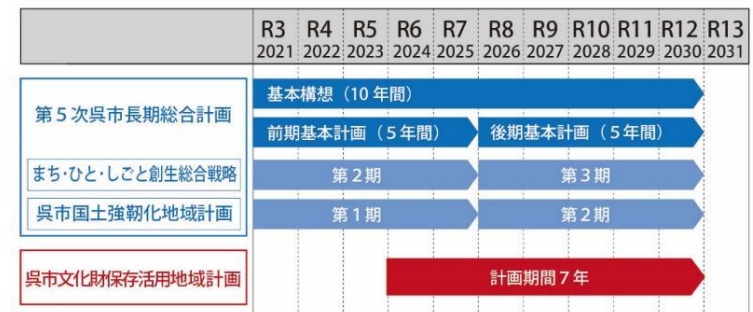 R3 R4 R5 R6 R7 R8 R9 R10 R11 R12 R13
2021 2022 2023 2024 2025 2026 2027 2028 2029 2030 2031
第5次呉市長期総合計画
基本構想（10年間）
前期基本計画（5年間） 後期基本計画（5年間）
まち・ひと・しごと創生総合戦略 第2期 第3期
呉市国土強靭化地域計画 第1期 第2期
呉市文化財保存活用地域計画 計画期間7年